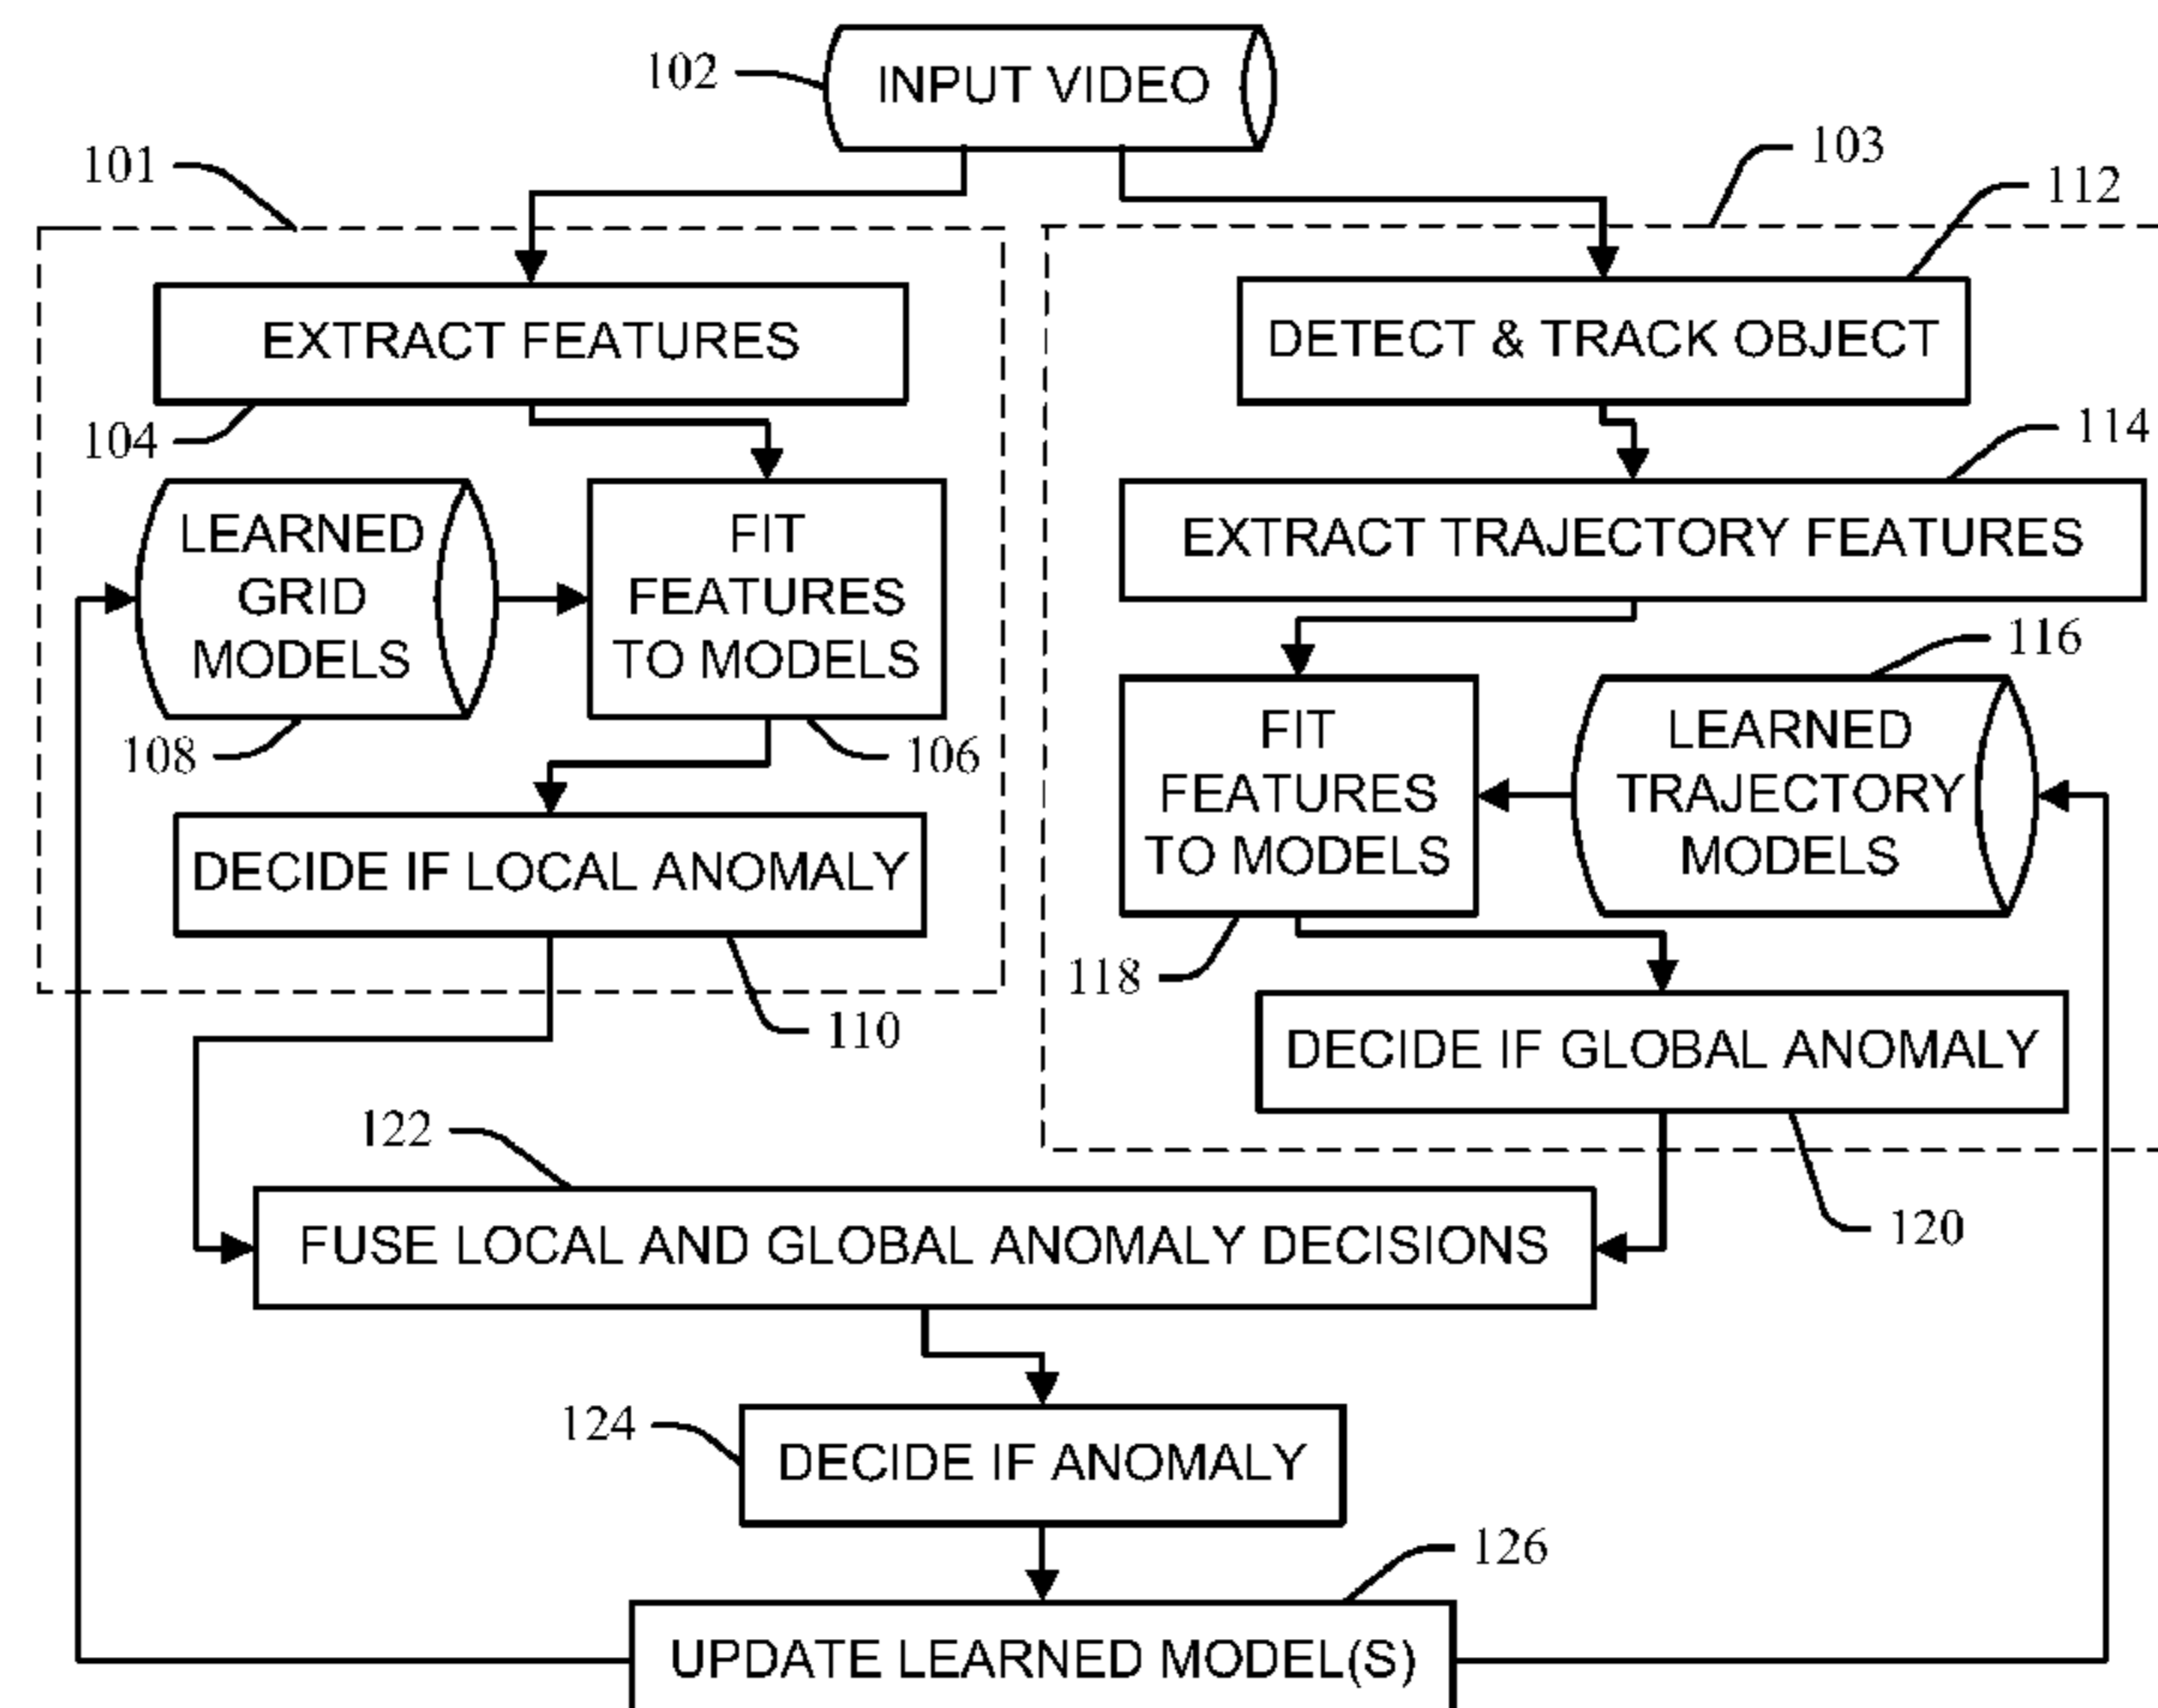 102
INPUT VIDEO
101
103
112
EXTRACT FEATURES
DETECT & TRACK OBJECT
104
114
LEARNED
GRID
MODELS
FIT
FEATURES
TO MODELS
EXTRACT TRAJECTORY FEATURES
108
106
116
FIT
FEATURES
TO MODELS
LEARNED
TRAJECTORY
MODELS
DECIDE IF LOCAL ANOMALY
110
118
DECIDE IF GLOBAL ANOMALY
122
120
FUSE LOCAL AND GLOBAL ANOMALY DECISIONS
124
DECIDE IF ANOMALY
126
UPDATE LEARNED MODEL(S)